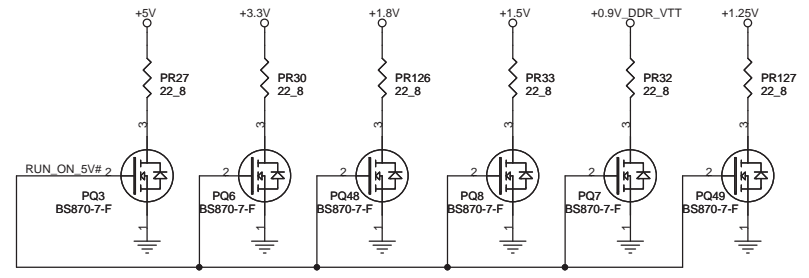 +5V
+3.3V
+1.8V
+1.5V
+0.9V_DDR_VTT
+1.25V
PR27
22_8
PR30
22_8
PR126
22_8
PR33
22_8
PR32
22_8
PR127
22_8
3
3
3
3
3
3
RUN_ON_5V#
2
2
2
2
2
2
PQ3
BS870-7-F
PQ6
BS870-7-F
PQ48
BS870-7-F
PQ8
BS870-7-F
PQ7
BS870-7-F
PQ49
BS870-7-F
1
1
1
1
1
1